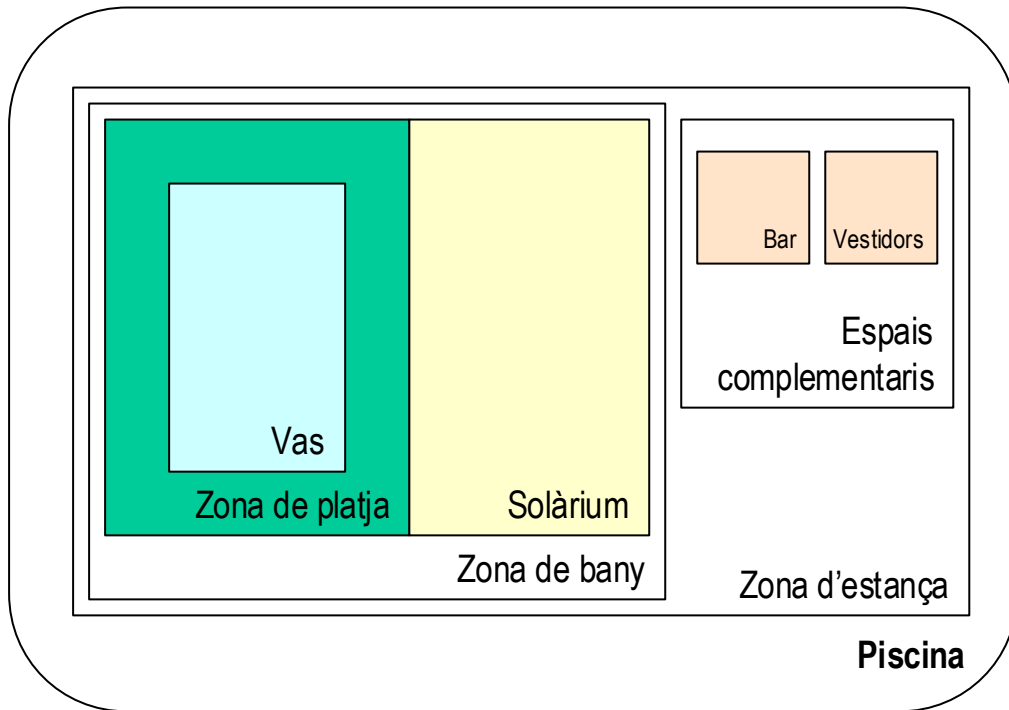 Bar
Vestidors
Espais
complementaris
Vas
Zona de platja
Solàrium
Zona de bany
Zona d’estança
Piscina